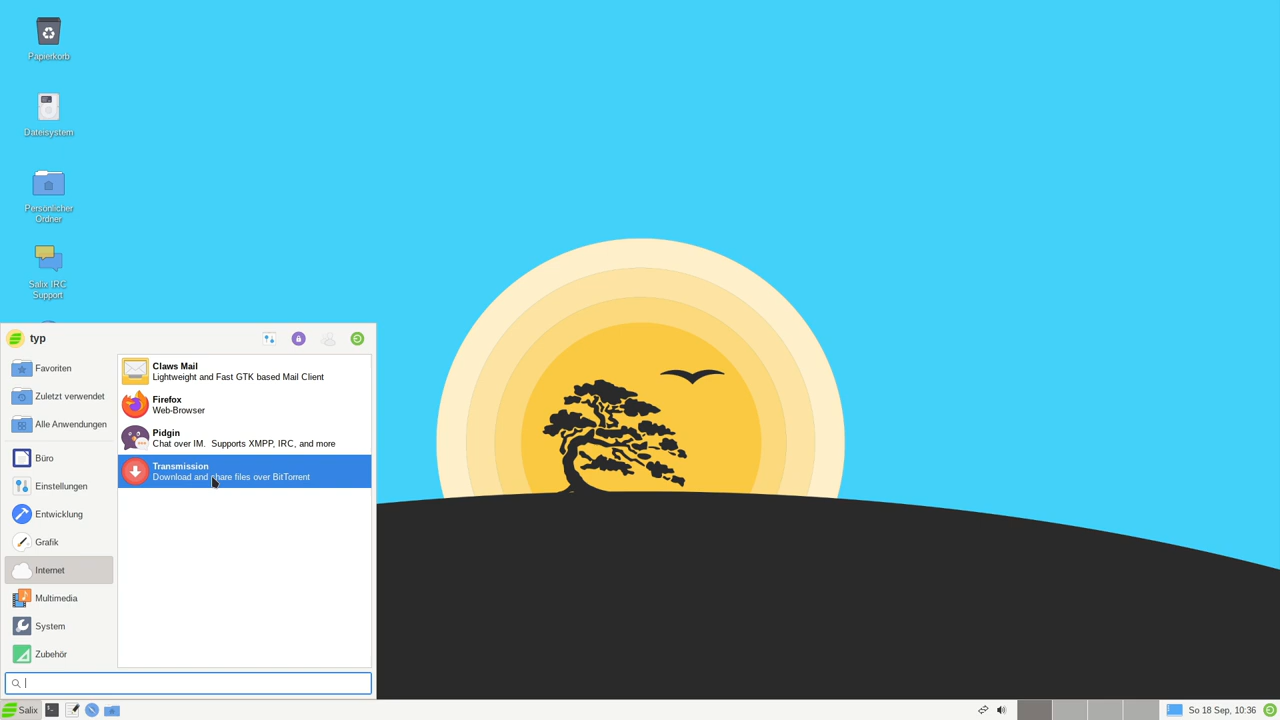 Papierkorb
Dateisystem
Persönlicher
Ordner
Salix IRC
Support
typ
Favoriten
Zuletzt verwendet
Alle Anwendungen
Büro
Einstellungen
Entwicklung
Grafik
Internet
Multimedia
System
Zubehör
Claws Mail
Lightweight and Fast GTK based Mail Client
Firefox
Web-Browser
Pidgin
Chat over IM.  Supports XMPP, IRC, and more
Transmission
Download and share files over BitTorrent
Salix
So 18 Sep, 10:36